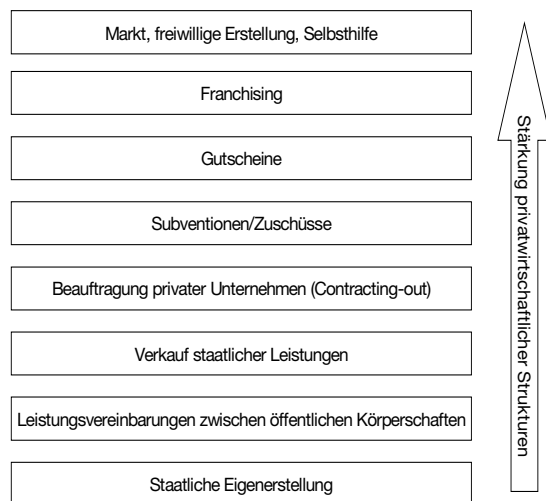 Markt, freiwillige Erstellung, Selbsthilfe
Franchising
Gutscheine
Subventionen/Zuschüsse
Beauftragung privater Unternehmen (Contracting-out)
Verkauf staatlicher Leistungen
Leistungsvereinbarungen zwischen öffentlichen Körperschaften
Staatliche Eigenerstellung
Stärkung privatwirtschaftlicher Strukturen